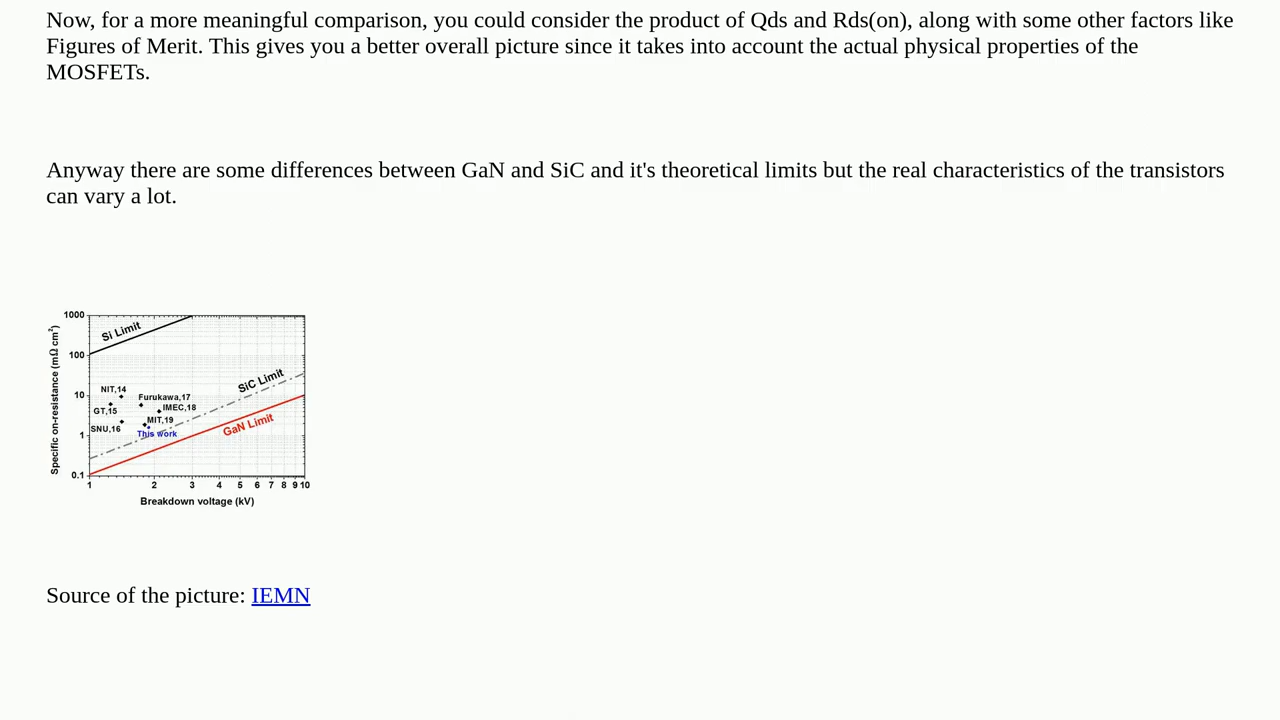 Now, for a more meaningful comparison, you could consider the product of Qds and Rds(on), along with some other factors like
Figures of Merit. This gives you a better overall picture since it takes into account the actual physical properties of the
MOSFETs.
Anyway there are some differences between GaN and SiC and it's theoretical limits but the real characteristics of the transistors
can vary a lot.
Specific on-resistance (mΩ cm²)
1000
100
10
1
0.1
Si Limit
SiC Limit
GaN Limit
NIT,14
Furukawa,17
GT,15
IMEC,18
MIT,19
SNU,16
This work
1 2 3 4 5 6 7 8 9 10
Breakdown voltage (kV)
Source of the picture: IEMN